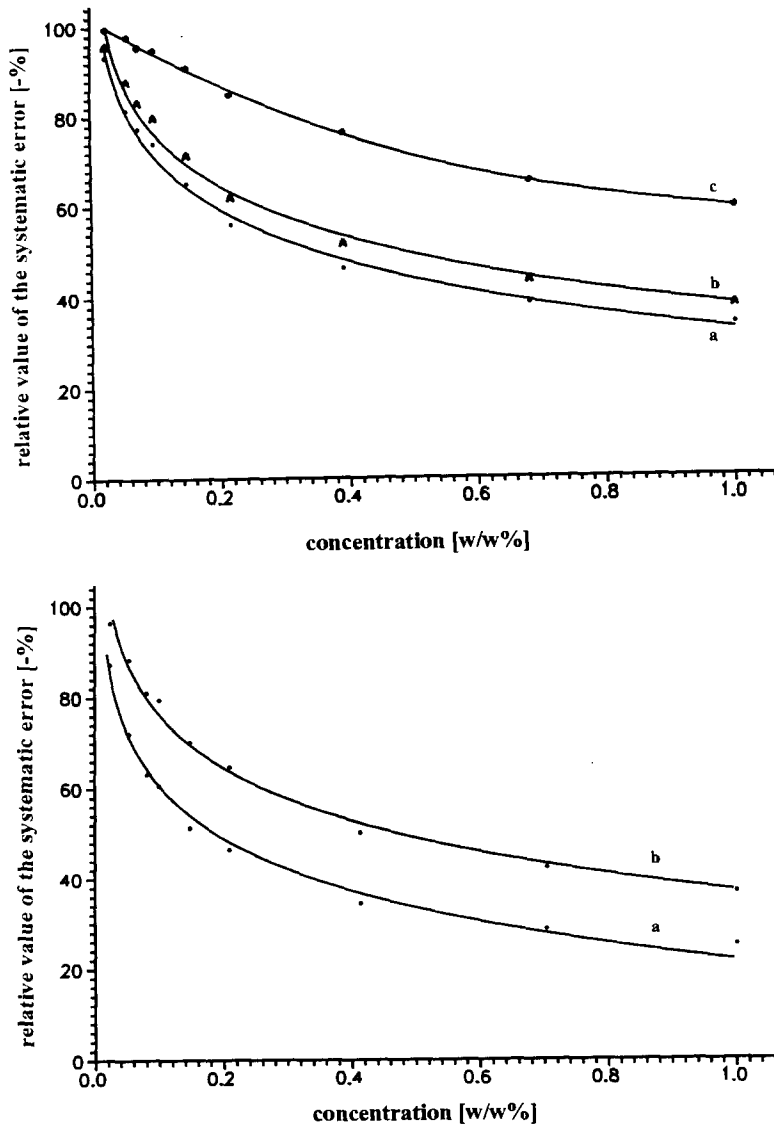 100
80
60
40
20
0
relative value of the systematic error [-%]
c
b
a
0.0 0.2 0.4 0.6 0.8 1.0
concentration [w/w%]
100
80
60
40
20
0
relative value of the systematic error [-%]
b
a
0.0 0.2 0.4 0.6 0.8 1.0
concentration [w/w%]